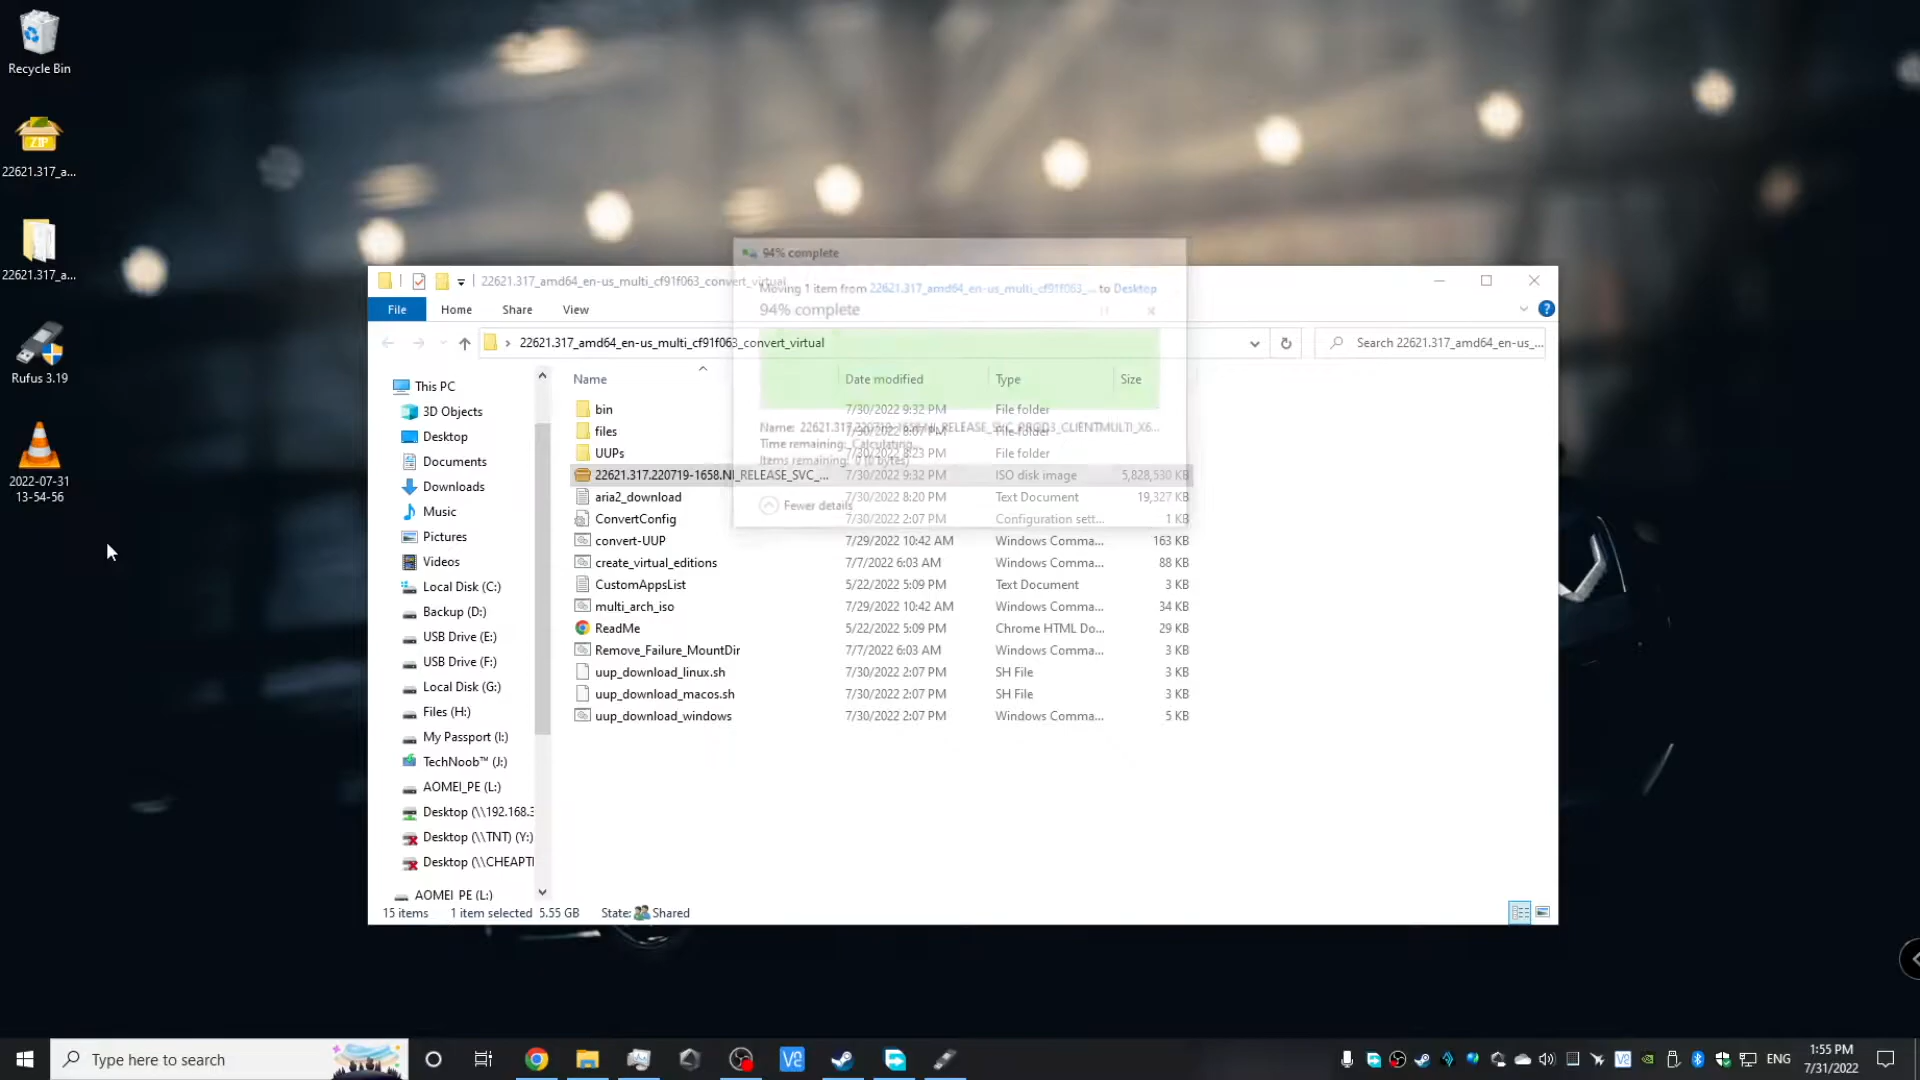 Recycle Bin
22621.317_a...
22621.317_a...
Rufus 3.19
2022-07-31
13-54-56
94% complete
22621.317_amd64_en-us_multi_cf91f063_convert_virtual
Moving 1 item from 22621.317_amd64_en-us_multi_cf91f063_... to Desktop
94% complete
File Home Share View
22621.317_amd64_en-us_multi_cf91f063_convert_virtual
Search 22621.317_amd64_en-us_...
Name Date modified Type Size
bin 7/30/2022 9:32 PM File folder
Name: 22621.317.220719-1658.NI_RELEASE_SVC_PROD3_CLIENTMULTI_X6...
files 7/30/2022 8:07 PM File folder
Time remaining: Calculating...
UUPs 7/30/2022 8:23 PM File folder
Items remaining: 0 (0 bytes)
22621.317.220719-1658.NI_RELEASE_SVC_... 7/30/2022 9:32 PM ISO disk image 5,828,530 KB
aria2_download 7/30/2022 8:20 PM Text Document 19,327 KB
Fewer details
ConvertConfig 7/30/2022 2:07 PM Configuration sett... 1 KB
convert-UUP 7/29/2022 10:42 AM Windows Comma... 163 KB
create_virtual_editions 7/7/2022 6:03 AM Windows Comma... 88 KB
CustomAppsList 5/22/2022 5:09 PM Text Document 3 KB
multi_arch_iso 7/29/2022 10:42 AM Windows Comma... 34 KB
ReadMe 5/22/2022 5:09 PM Chrome HTML Do... 29 KB
Remove_Failure_MountDir 7/7/2022 6:03 AM Windows Comma... 3 KB
uup_download_linux.sh 7/30/2022 2:07 PM SH File 3 KB
uup_download_macos.sh 7/30/2022 2:07 PM SH File 3 KB
uup_download_windows 7/30/2022 2:07 PM Windows Comma... 5 KB
This PC
3D Objects
Desktop
Documents
Downloads
Music
Pictures
Videos
Local Disk (C:)
Backup (D:)
USB Drive (E:)
USB Drive (F:)
Local Disk (G:)
Files (H:)
My Passport (I:)
TechNoob™ (J:)
AOMEI_PE (L:)
Desktop (\\192.168.3
Desktop (\\TNT) (Y:)
Desktop (\\CHEAPT
AOMEI_PE (L:)
15 items 1 item selected 5.55 GB State: Shared
Type here to search
ENG
1:55 PM
7/31/2022